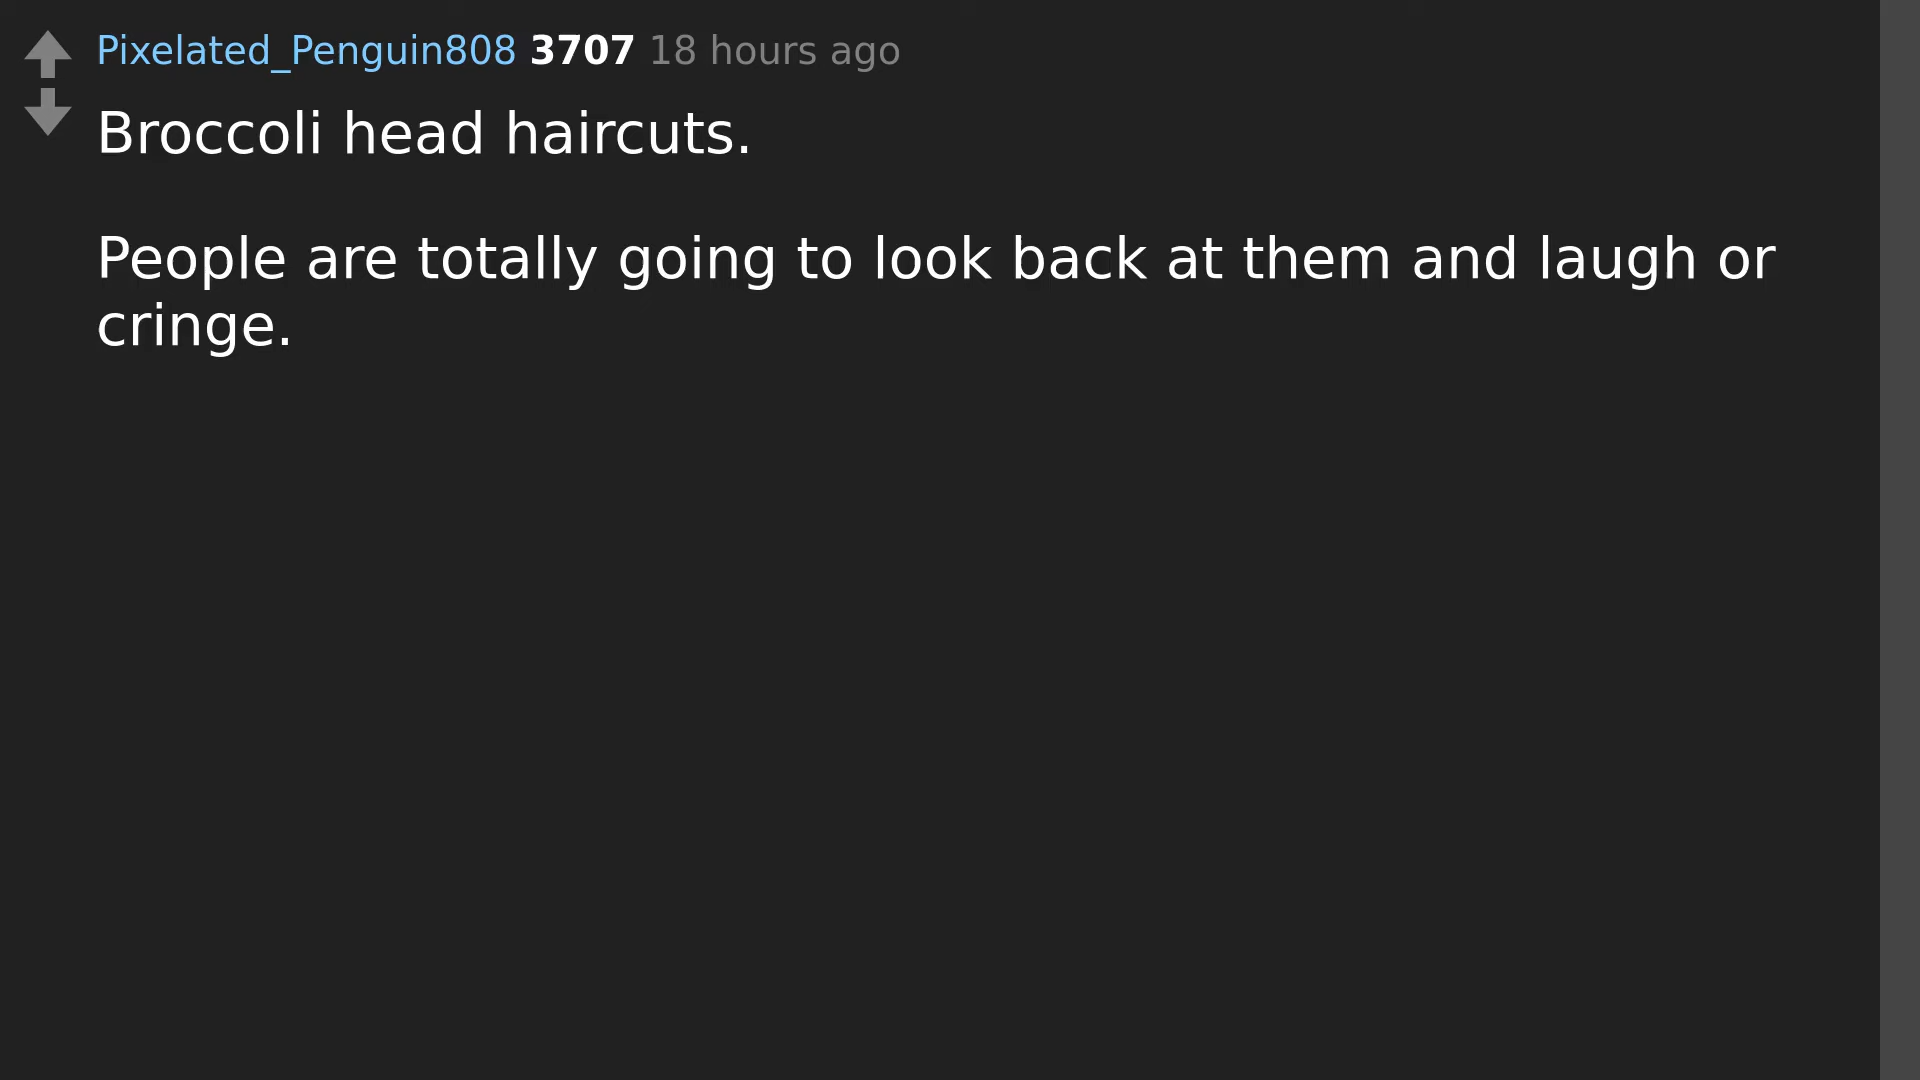 Pixelated_Penguin808 3707 18 hours ago
Broccoli head haircuts.
People are totally going to look back at them and laugh or
cringe.